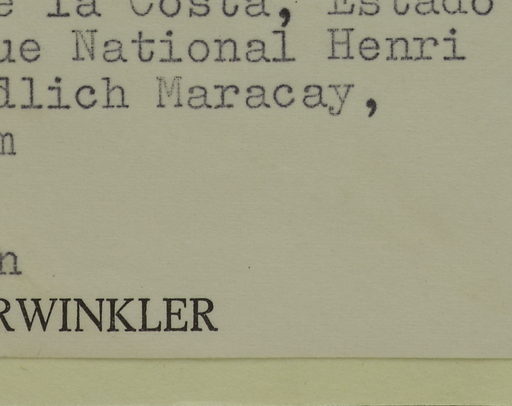 e la Costa, Estado
ue National Henri
dlich Maracay,
m
n
RWINKLER